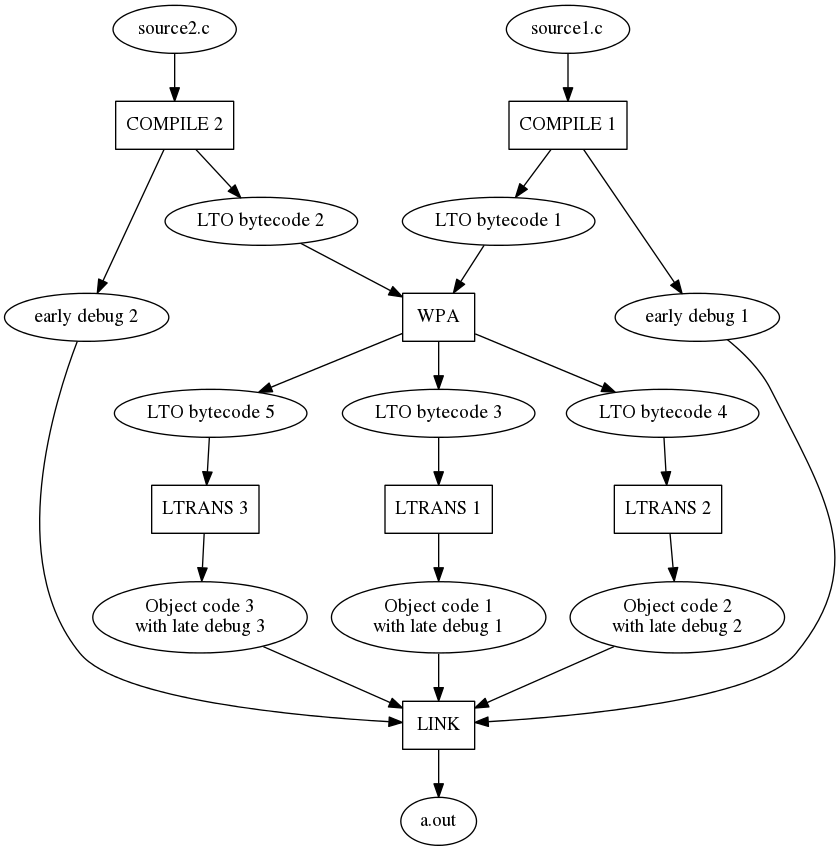 source2.c
source1.c
COMPILE 2
COMPILE 1
LTO bytecode 2
LTO bytecode 1
early debug 2
WPA
early debug 1
LTO bytecode 5
LTO bytecode 3
LTO bytecode 4
LTRANS 3
LTRANS 1
LTRANS 2
Object code 3
with late debug 3
Object code 1
with late debug 1
Object code 2
with late debug 2
LINK
a.out